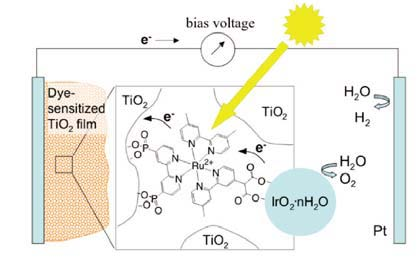 bias voltage
e-
Dye-
sensitized
TiO2 film
TiO2
TiO2
e-
e-
H2O
H2
O
-O
P
O-
N
N
N
N
N
N
Ru2+
-O
P
O
O-
O
O-
O
O-
H2O
O2
IrO2·nH2O
TiO2
Pt